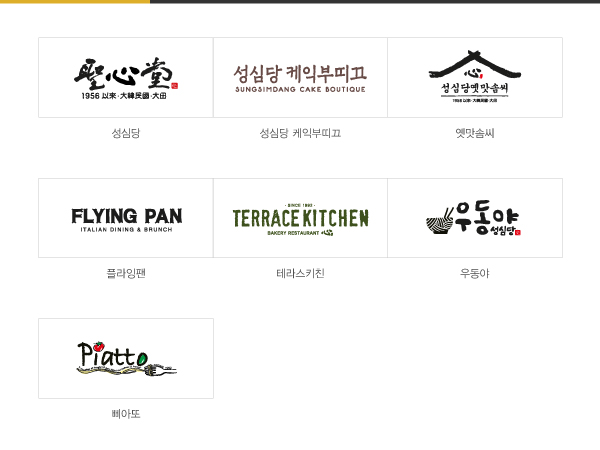 聖心堂
1956 以来·大韓民國·大田
성심당
성심당 케익부띠끄
SUNGSIMDANG CAKE BOUTIQUE
성심당 케익부띠끄
心
성심당옛맛솜씨
1956 以来·大韓民國·大田
옛맛솜씨
FLYING PAN
ITALIAN DINING & BRUNCH
플라잉팬
· SINCE 1992 ·
TERRACE KITCHEN
BAKERY RESTAURANT
테라스키친
우동야
성심당
우동야
Piatto
삐아또